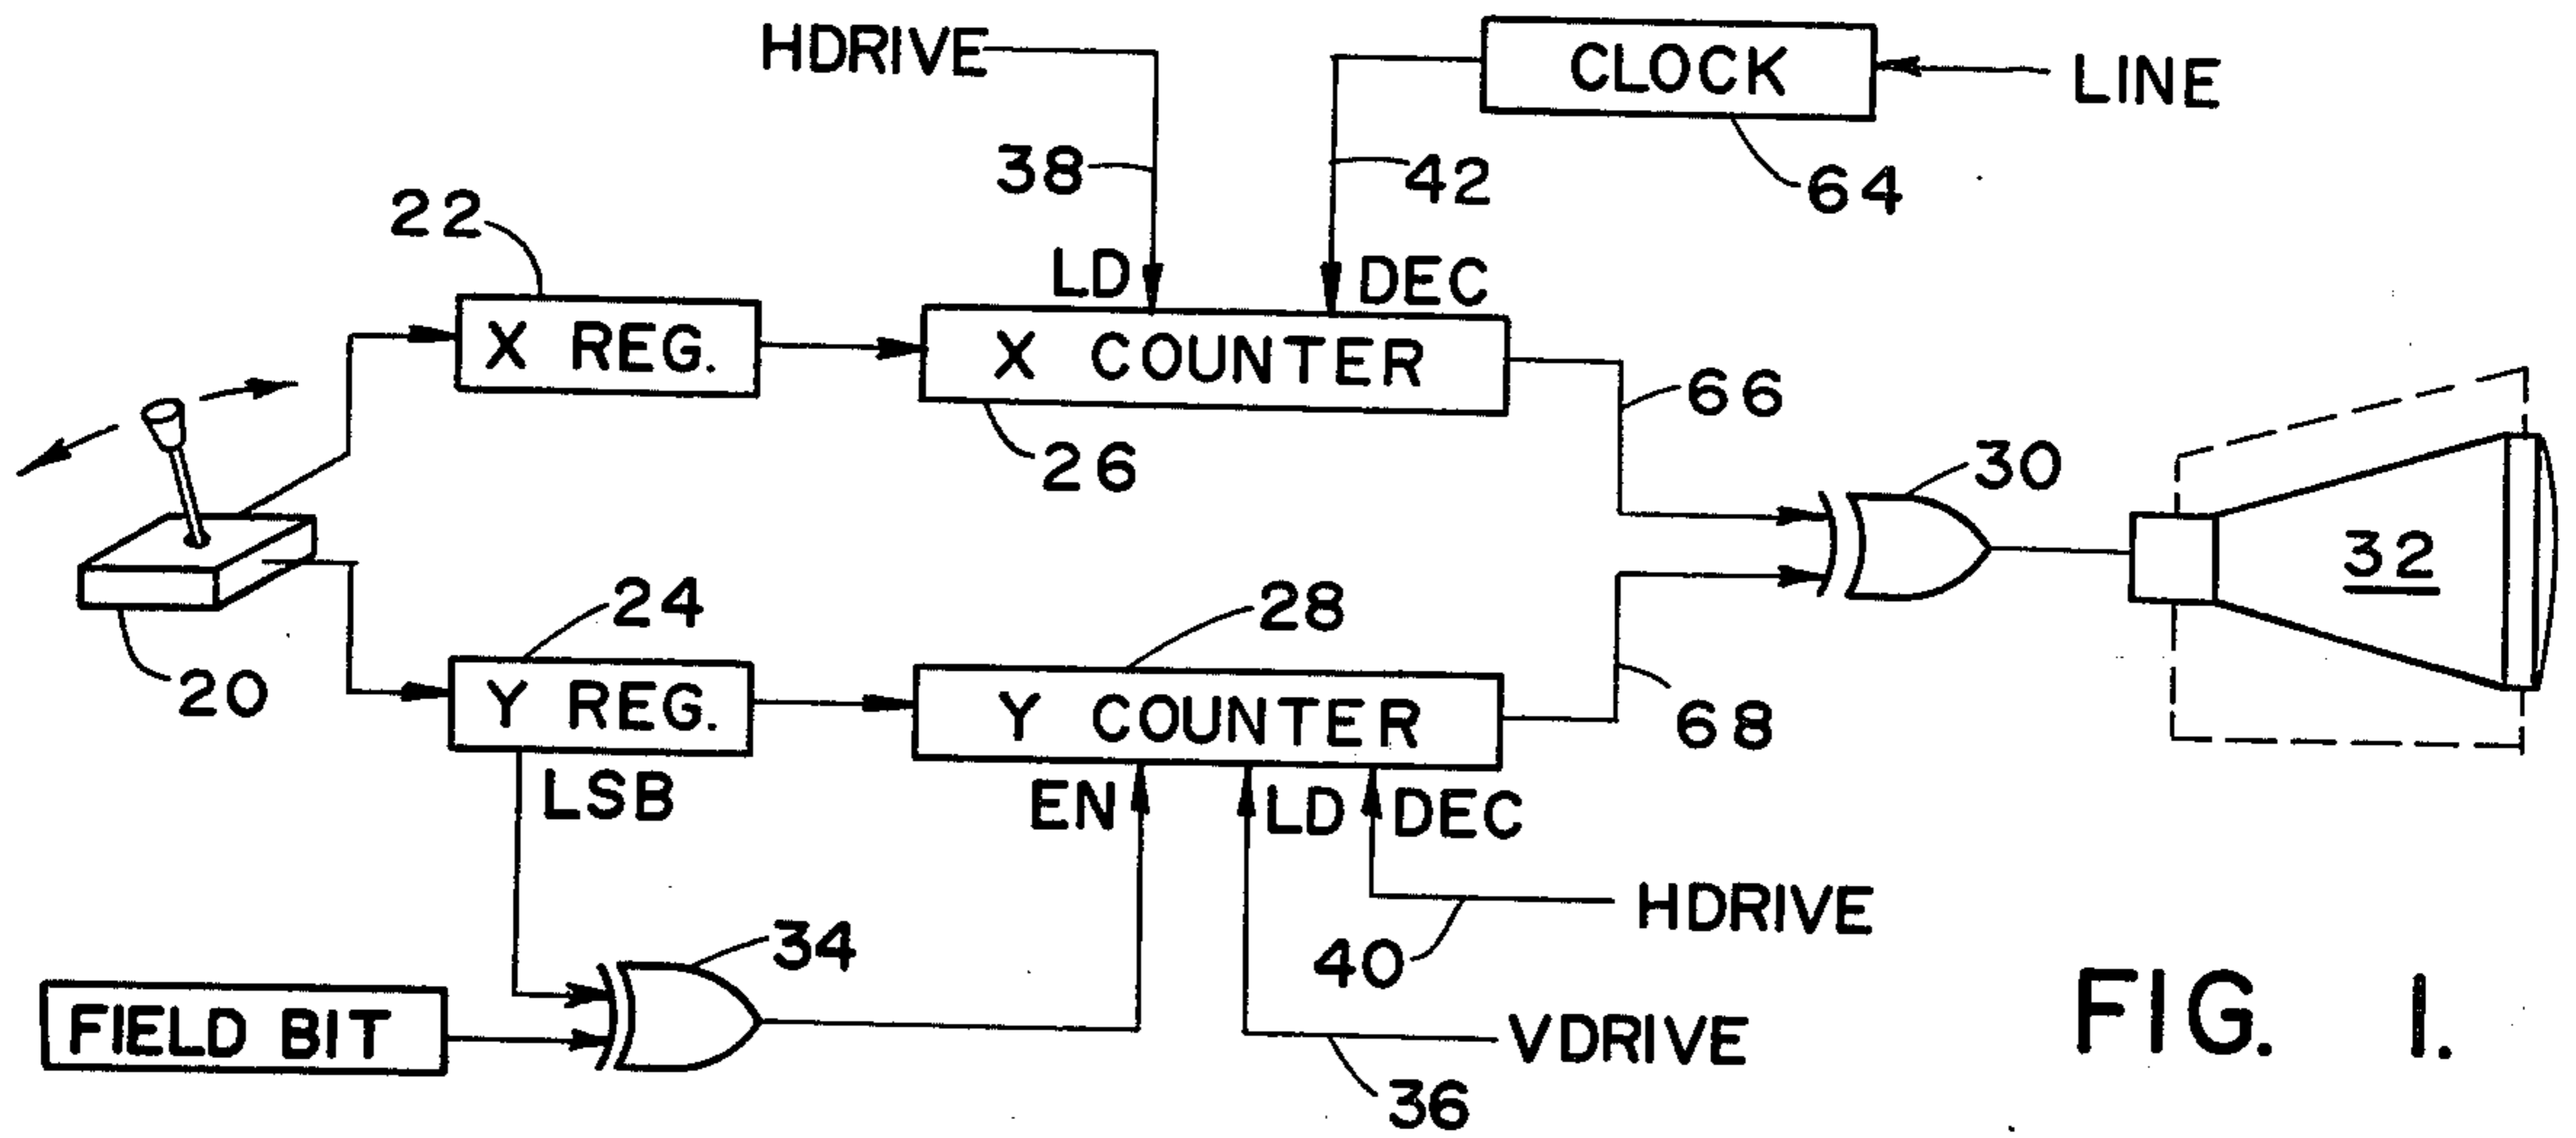 HDRIVE
CLOCK
LINE
38
42
64
22
LD
DEC
X REG.
X COUNTER
66
26
30
32
20
24
28
Y REG.
Y COUNTER
68
LSB
EN
LD
DEC
HDRIVE
34
40
FIELD BIT
VDRIVE
36
FIG. 1.